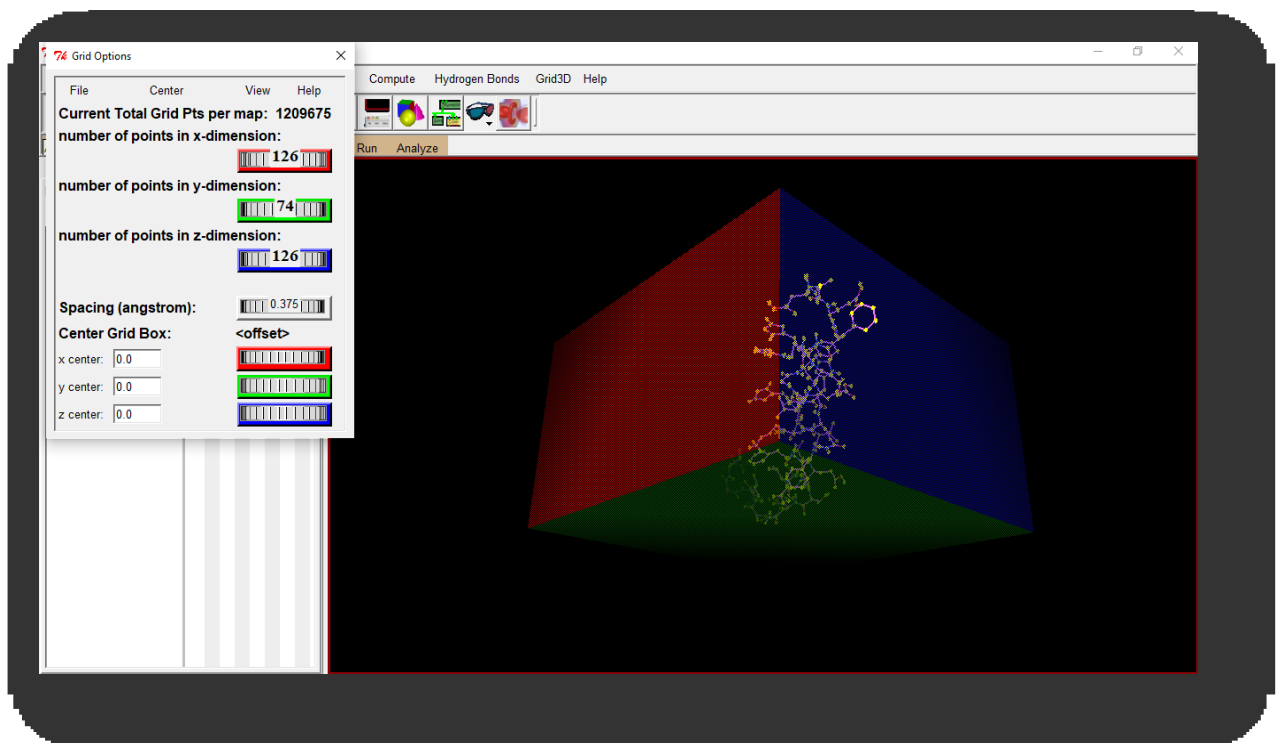 Grid Options
File Center View Help
Compute Hydrogen Bonds Grid3D Help
Current Total Grid Pts per map: 1209675
number of points in x-dimension:
126
Run Analyze
number of points in y-dimension:
74
number of points in z-dimension:
126
Spacing (angstrom): 0.375
Center Grid Box: <offset>
x center: 0.0
y center: 0.0
z center: 0.0